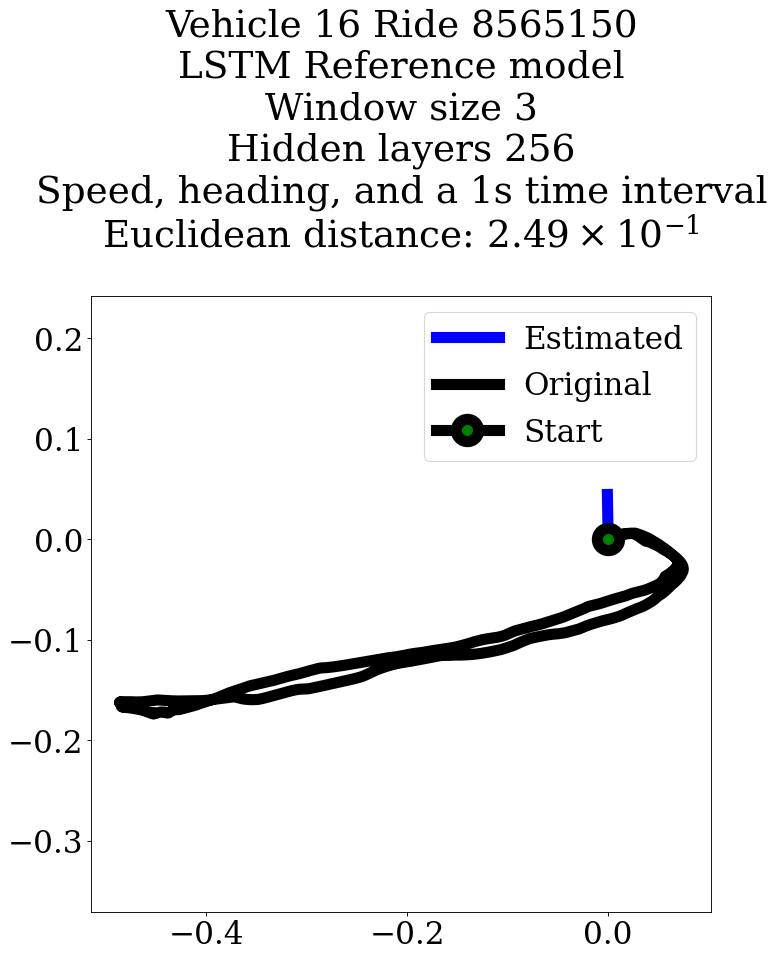 Vehicle 16 Ride 8565150
LSTM Reference model
Window size 3
Hidden layers 256
Speed, heading, and a 1s time interval
Euclidean distance: 2.49 × 10⁻¹
Estimated
Original
Start
0.2
0.1
0.0
−0.1
−0.2
−0.3
−0.4
−0.2
0.0